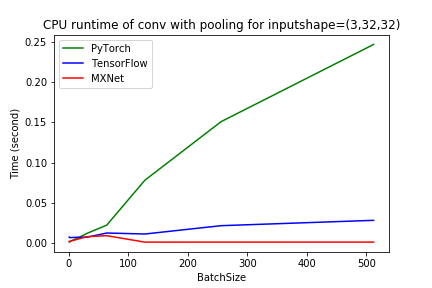 CPU runtime of conv with pooling for inputshape=(3,32,32)
PyTorch
TensorFlow
MXNet
Time (second)
0.25
0.20
0.15
0.10
0.05
0.00
0 100 200 300 400 500
BatchSize